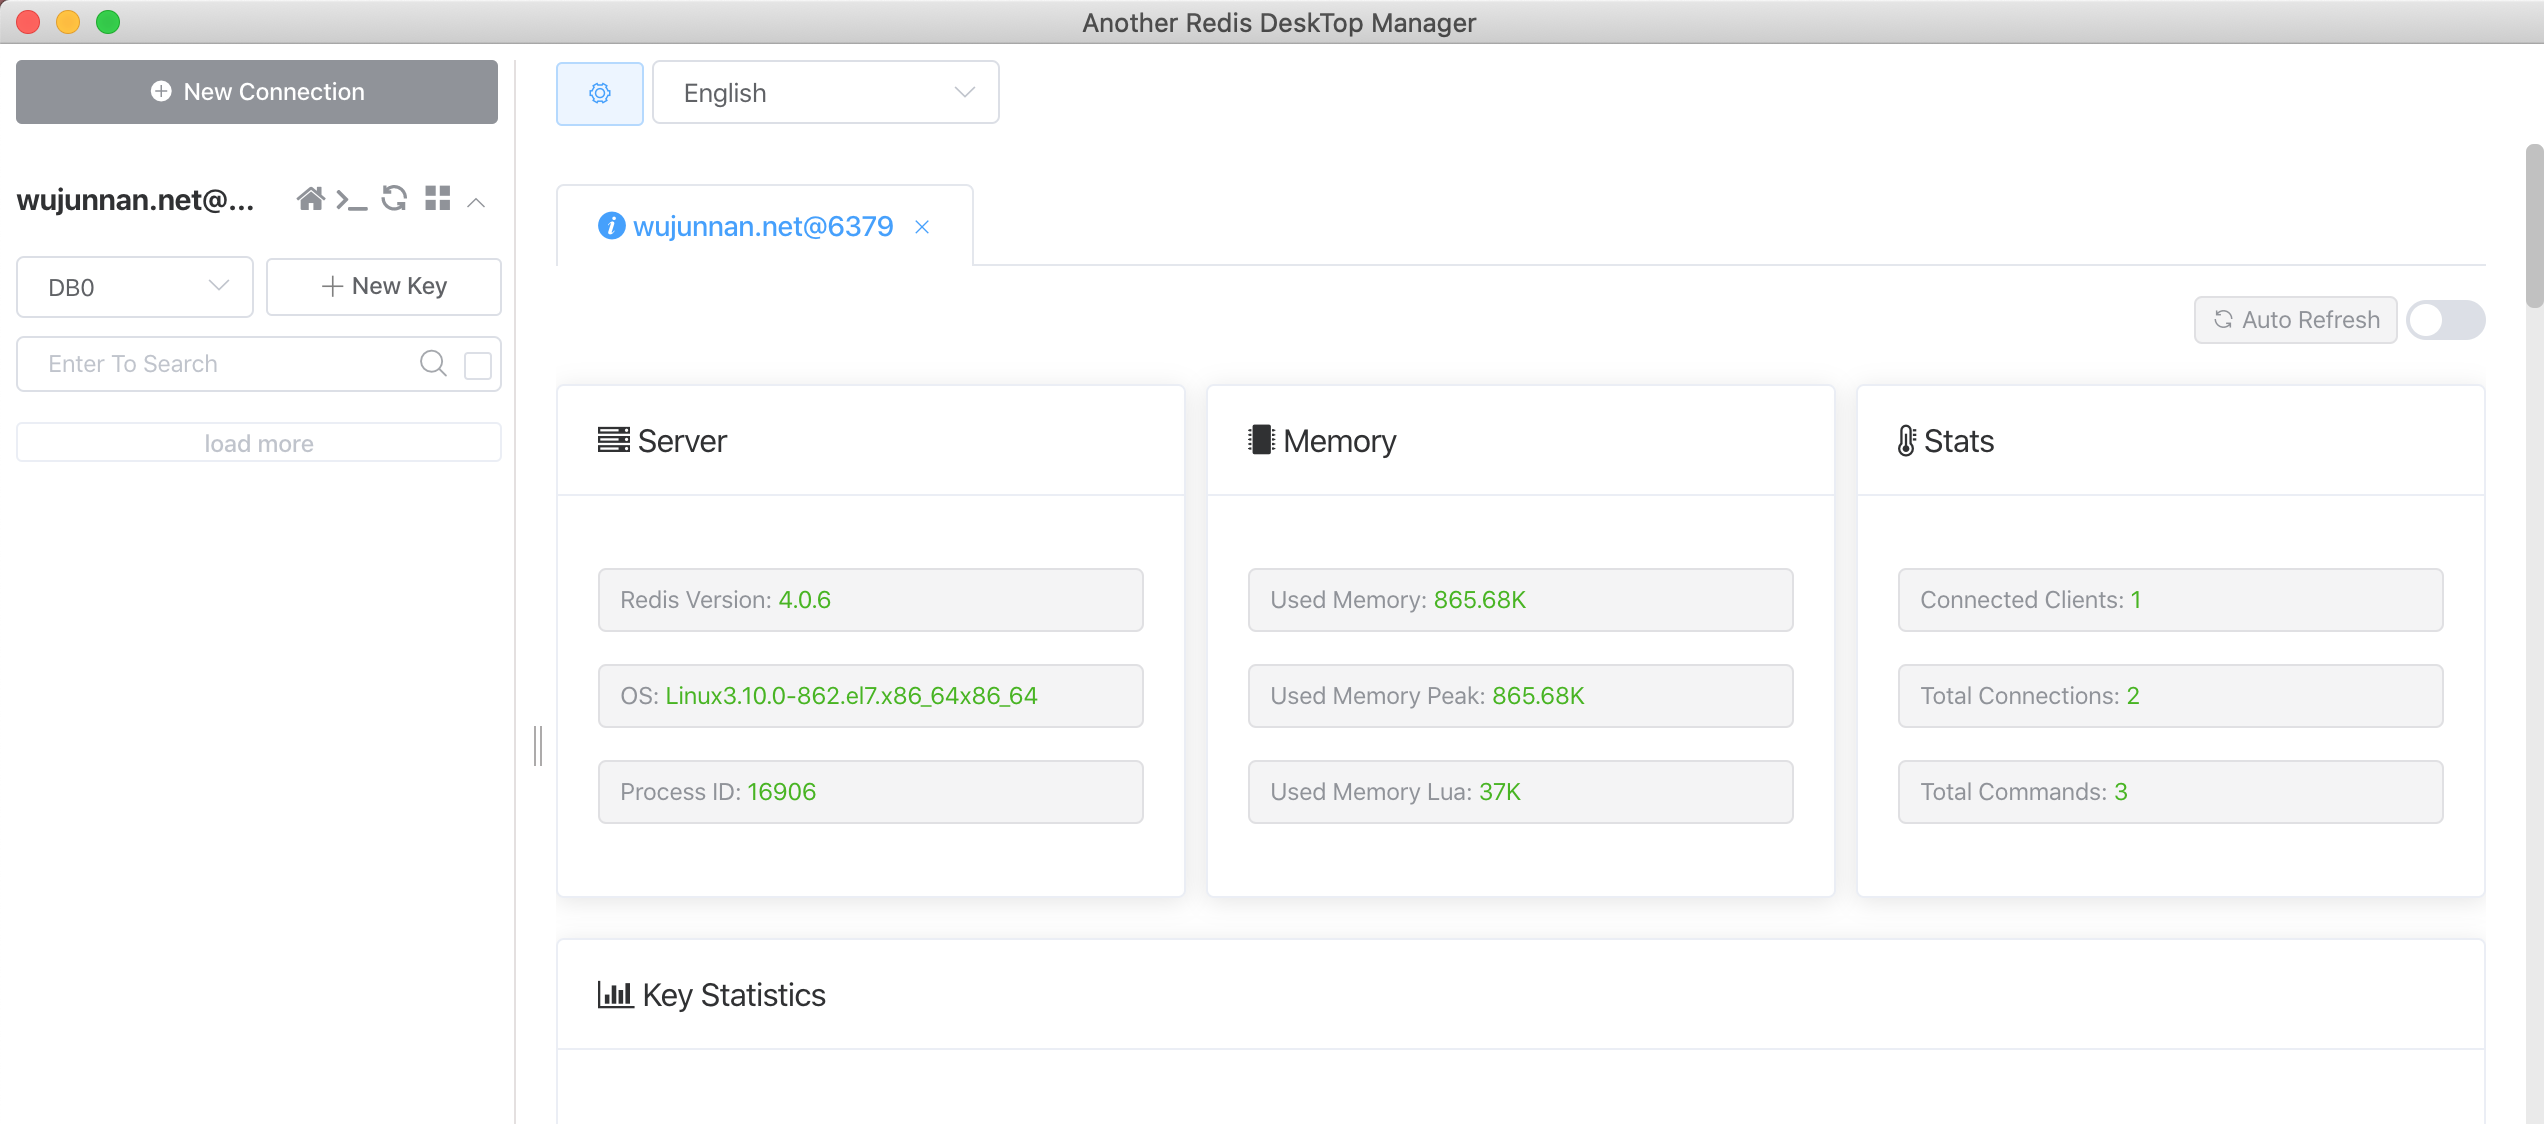 Another Redis DeskTop Manager
New Connection
English
wujunnan.net@...
wujunnan.net@6379
DB0
New Key
Enter To Search
load more
Auto Refresh
Server
Redis Version: 4.0.6
OS: Linux3.10.0-862.el7.x86_64x86_64
Process ID: 16906
Memory
Used Memory: 865.68K
Used Memory Peak: 865.68K
Used Memory Lua: 37K
Stats
Connected Clients: 1
Total Connections: 2
Total Commands: 3
Key Statistics